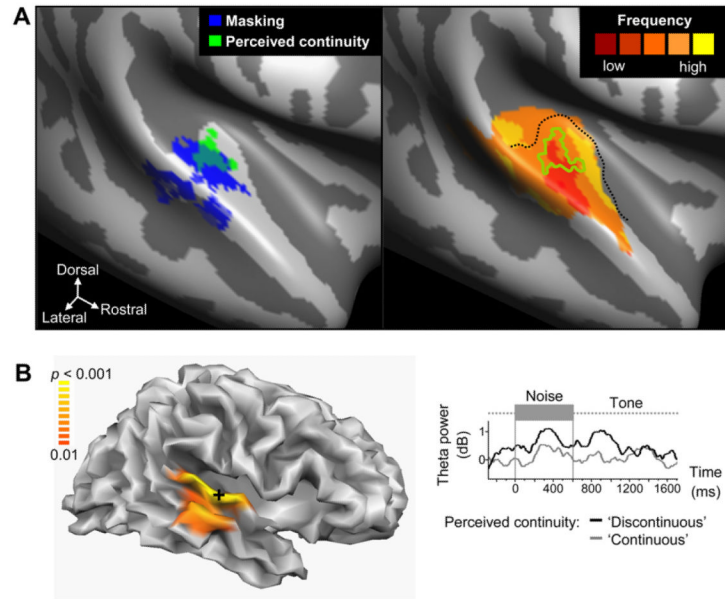 A
Masking
Perceived continuity
Frequency
low high
Dorsal
Lateral Rostral
B
p < 0.001
0.01
Noise Tone
Theta power
(dB)
1
0
0 400 800 1200 1600
Time
(ms)
Perceived continuity: 'Discontinuous'
'Continuous'